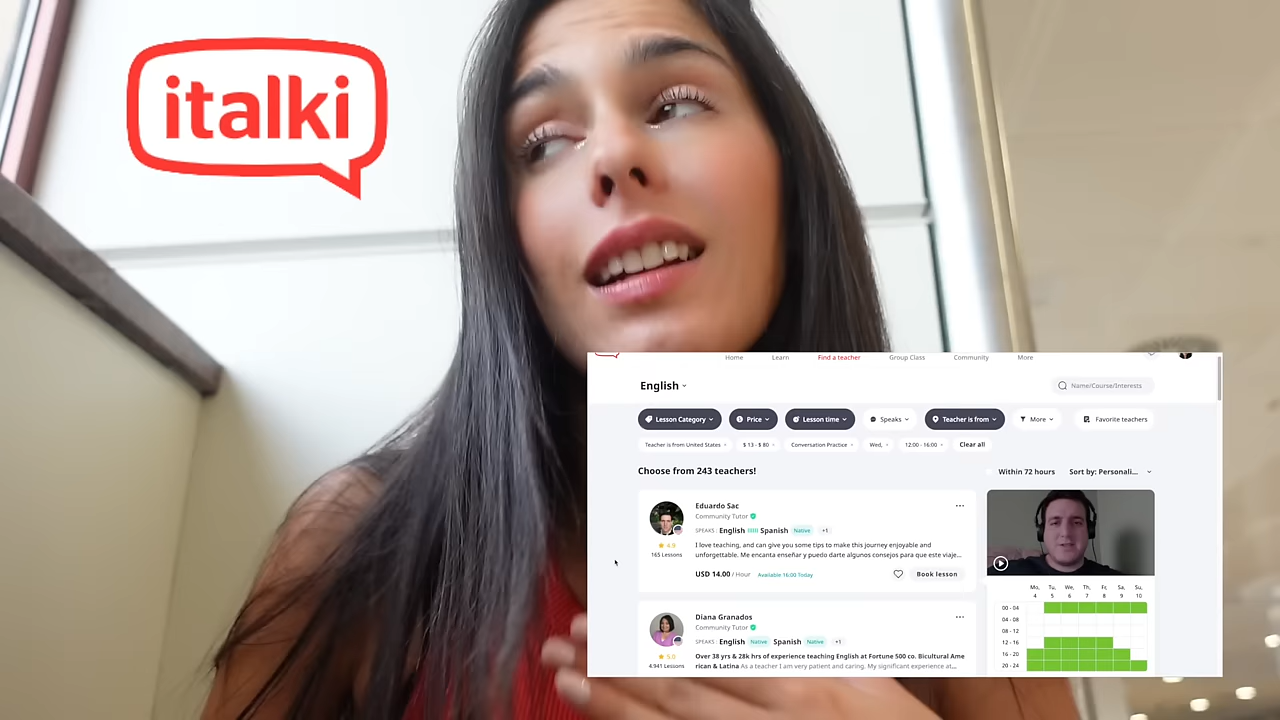 italki
Home Learn Find a teacher Group Class Community More
English
Name/Course/Interests
Lesson Category Price Lesson time Speaks Teacher is from More Favorite teachers
Teacher is from United States $ 13 - $ 80 Conversation Practice Wed, 12:00 - 16:00 Clear all
Choose from 243 teachers! Within 72 hours Sort by: Personali...
Eduardo Sac
Community Tutor
SPEAKS: English Spanish Native +1
4.9
165 Lessons
I love teaching, and can give you some tips to make this journey enjoyable and
unforgettable. Me encanta enseñar y puedo darte algunos consejos para que este viaje...
USD 14.00 / Hour Available 16:00 Today Book lesson
Diana Granados
Community Tutor
SPEAKS: English Native Spanish Native +1
5.0
4,941 Lessons
Over 38 yrs & 28k hrs of experience teaching English at Fortune 500 co. Bicultural Ame
rican & Latina As a teacher I am very patient and caring. My significant experience at...
Mo, Tu, We, Th, Fr, Sa, Su,
4 5 6 7 8 9 10
00 - 04
04 - 08
08 - 12
12 - 16
16 - 20
20 - 24